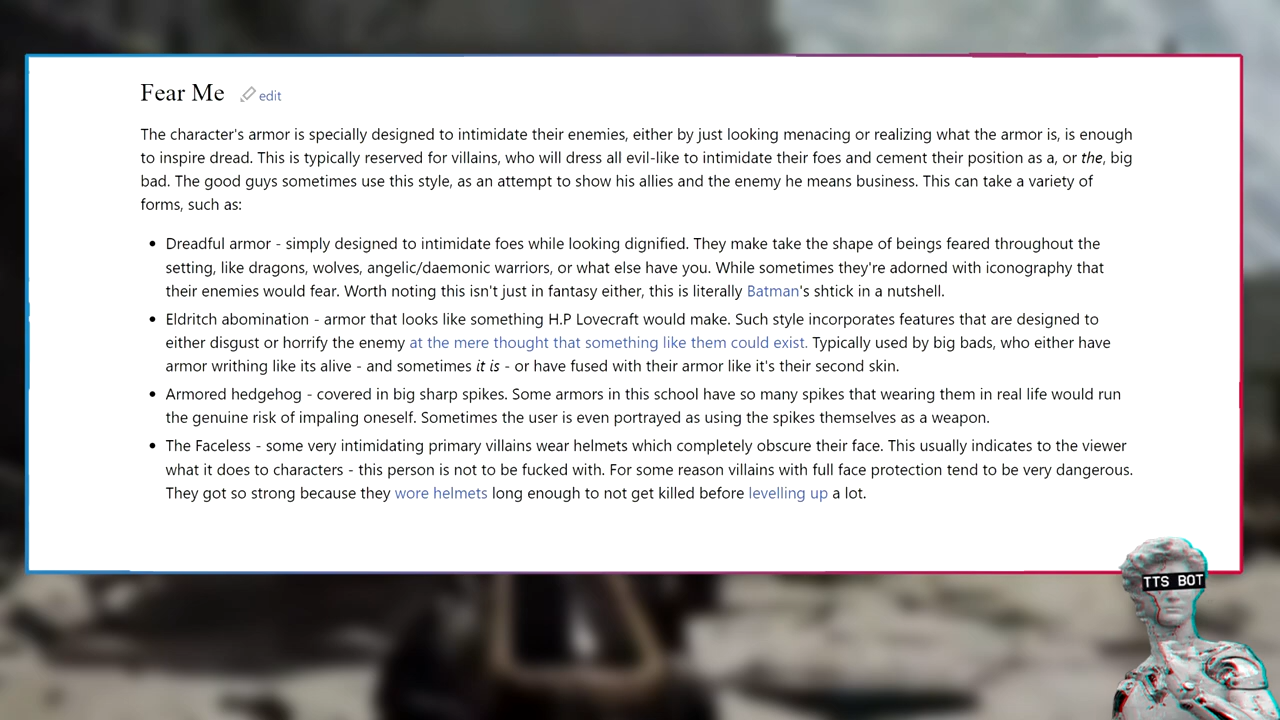 Fear Me edit
The character's armor is specially designed to intimidate their enemies, either by just looking menacing or realizing what the armor is, is enough
to inspire dread. This is typically reserved for villains, who will dress all evil-like to intimidate their foes and cement their position as a, or the, big
bad. The good guys sometimes use this style, as an attempt to show his allies and the enemy he means business. This can take a variety of
forms, such as:
• Dreadful armor - simply designed to intimidate foes while looking dignified. They make take the shape of beings feared throughout the
setting, like dragons, wolves, angelic/daemonic warriors, or what else have you. While sometimes they're adorned with iconography that
their enemies would fear. Worth noting this isn't just in fantasy either, this is literally Batman's shtick in a nutshell.
• Eldritch abomination - armor that looks like something H.P Lovecraft would make. Such style incorporates features that are designed to
either disgust or horrify the enemy at the mere thought that something like them could exist. Typically used by big bads, who either have
armor writhing like its alive - and sometimes it is - or have fused with their armor like it's their second skin.
• Armored hedgehog - covered in big sharp spikes. Some armors in this school have so many spikes that wearing them in real life would run
the genuine risk of impaling oneself. Sometimes the user is even portrayed as using the spikes themselves as a weapon.
• The Faceless - some very intimidating primary villains wear helmets which completely obscure their face. This usually indicates to the viewer
what it does to characters - this person is not to be fucked with. For some reason villains with full face protection tend to be very dangerous.
They got so strong because they wore helmets long enough to not get killed before levelling up a lot.
TTS BOT